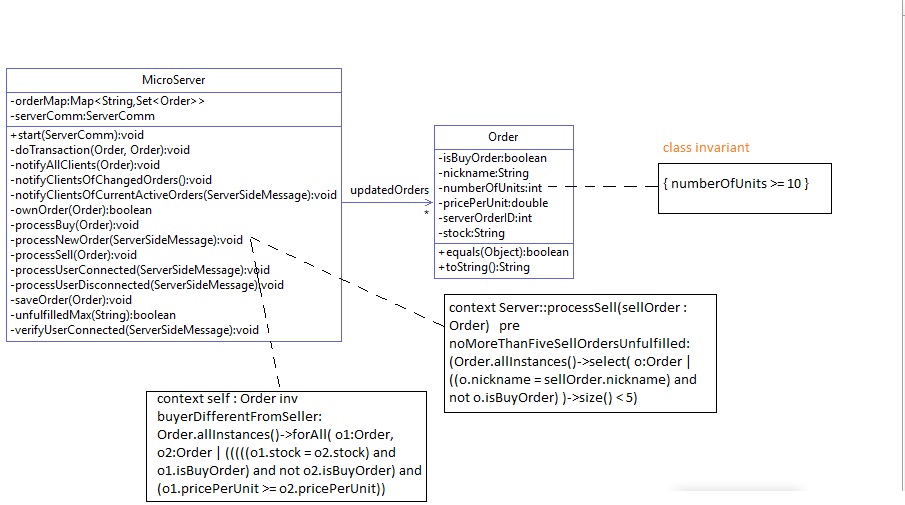 MicroServer
-orderMap:Map<String,Set<Order>>
-serverComm:ServerComm
+start(ServerComm):void
-doTransaction(Order, Order):void
-notifyAllClients(Order):void
-notifyClientsOfChangedOrders():void
-notifyClientsOfCurrentActiveOrders(ServerSideMessage):void
-ownOrder(Order):boolean
-processBuy(Order):void
-processNewOrder(ServerSideMessage):void
-processSell(Order):void
-processUserConnected(ServerSideMessage):void
-processUserDisconnected(ServerSideMessage):void
-saveOrder(Order):void
-unfulfilledMax(String):boolean
-verifyUserConnected(ServerSideMessage):void
updatedOrders
*
Order
-isBuyOrder:boolean
-nickname:String
-numberOfUnits:int
-pricePerUnit:double
-serverOrderID:int
-stock:String
+equals(Object):boolean
+toString():String
class invariant
{ numberOfUnits >= 10 }
context Server::processSell(sellOrder :
Order) pre
noMoreThanFiveSellOrdersUnfulfilled:
(Order.allInstances()->select( o:Order |
((o.nickname = sellOrder.nickname) and
not o.isBuyOrder) )->size() < 5)
context self : Order inv
buyerDifferentFromSeller:
Order.allInstances()->forAll( o1:Order,
o2:Order | (((((o1.stock = o2.stock) and
o1.isBuyOrder) and not o2.isBuyOrder) and
(o1.pricePerUnit >= o2.pricePerUnit))